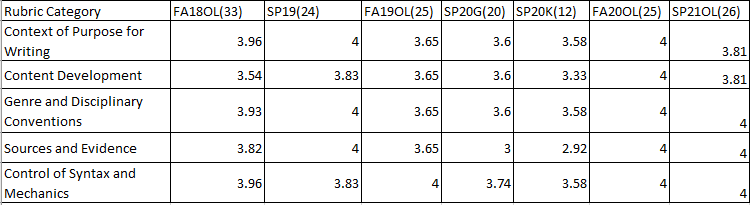 Rubric Category FA18OL(33) SP19(24) FA19OL(25) SP20G(20) SP20K(12) FA20OL(25) SP21OL(26)
Context of Purpose for
Writing 3.96 4 3.65 3.6 3.58 4 3.81
Content Development 3.54 3.83 3.65 3.6 3.33 4 3.81
Genre and Disciplinary
Conventions 3.93 4 3.65 3.6 3.58 4 4
Sources and Evidence 3.82 4 3.65 3 2.92 4 4
Control of Syntax and
Mechanics 3.96 3.83 4 3.74 3.58 4 4